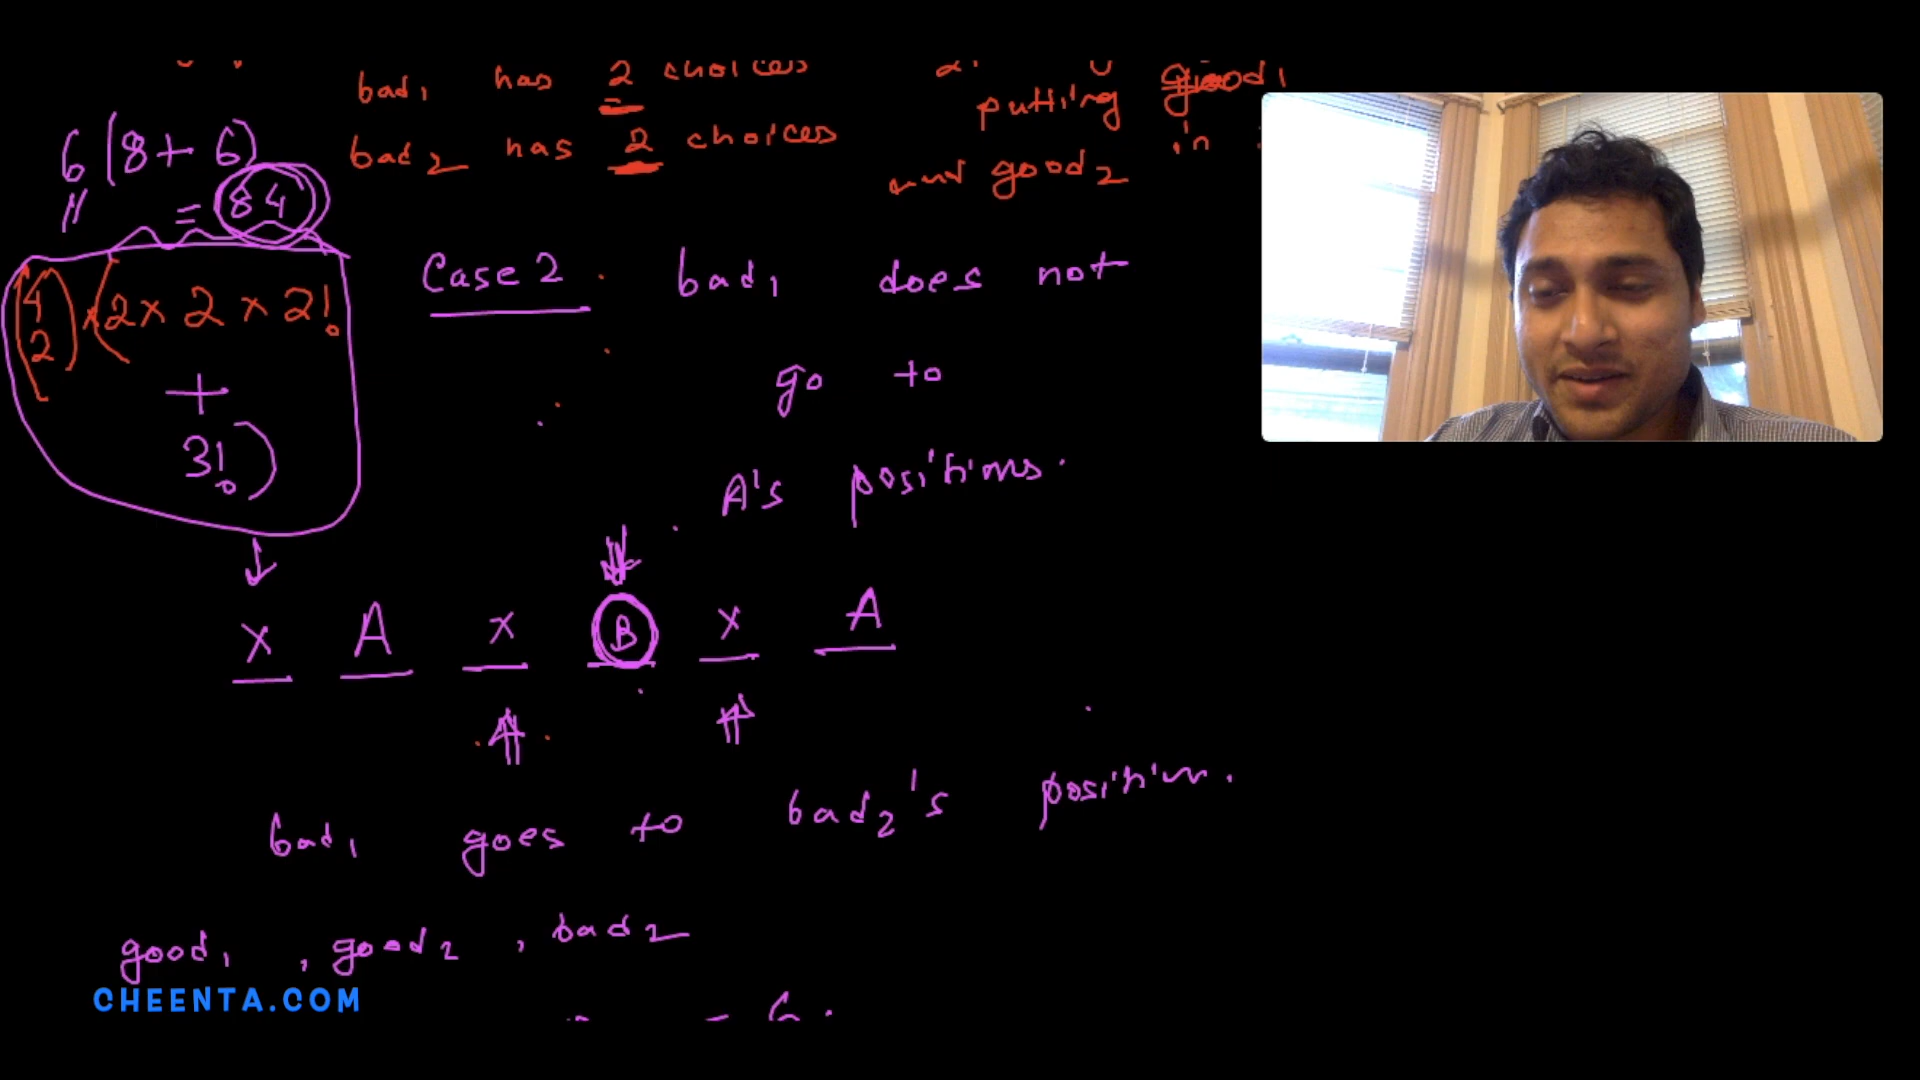 bad1 has 2 choices
putting good1
bad2 has 2 choices
in
good2
6(8+ 6)
= 84
(4 2) x (2 x 2 x 2!
+
3!)
Case 2 . bad1 does not
go to
A's positions.
X A x B x A
bad1 goes to bad2's position.
good1 , good2 , bad2
= 6.
CHEENTA.COM